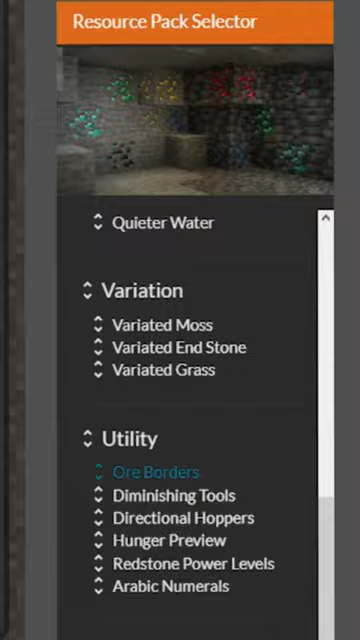 Resource Pack Selector
Quieter Water
Variation
Variated Moss
Variated End Stone
Variated Grass
Utility
Ore Borders
Diminishing Tools
Directional Hoppers
Hunger Preview
Redstone Power Levels
Arabic Numerals